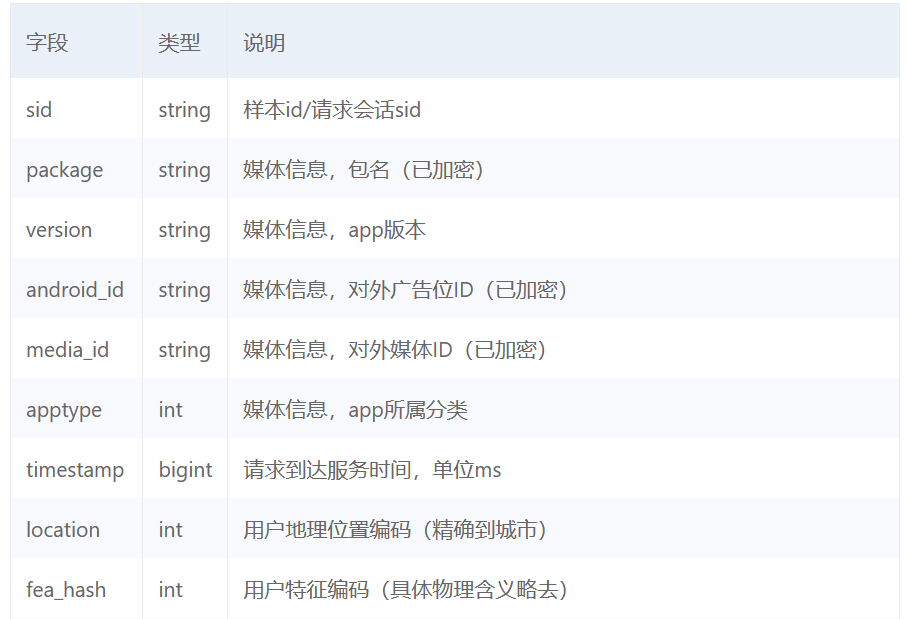 字段 类型 说明
sid string 样本id/请求会话sid
package string 媒体信息，包名（已加密）
version string 媒体信息，app版本
android_id string 媒体信息，对外广告位ID（已加密）
media_id string 媒体信息，对外媒体ID（已加密）
apptype int 媒体信息，app所属分类
timestamp bigint 请求到达服务时间，单位ms
location int 用户地理位置编码（精确到城市）
fea_hash int 用户特征编码（具体物理含义略去）